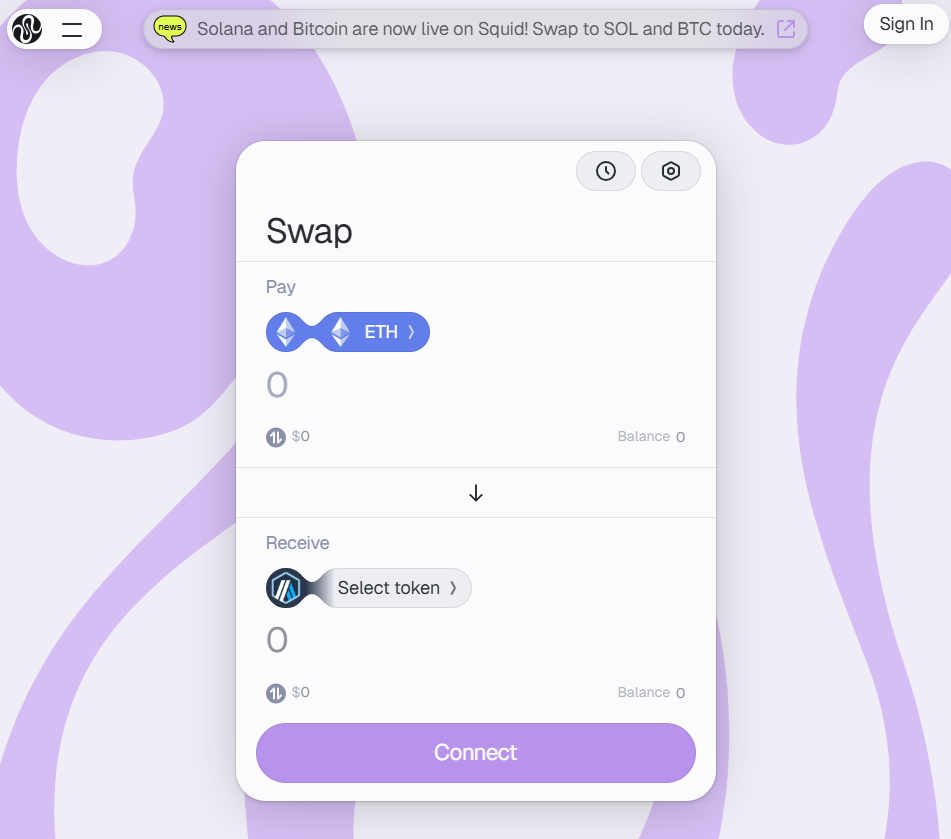 news
Solana and Bitcoin are now live on Squid! Swap to SOL and BTC today.
Sign In
Swap
Pay
ETH
0
$0
Balance 0
Receive
Select token
0
$0
Balance 0
Connect